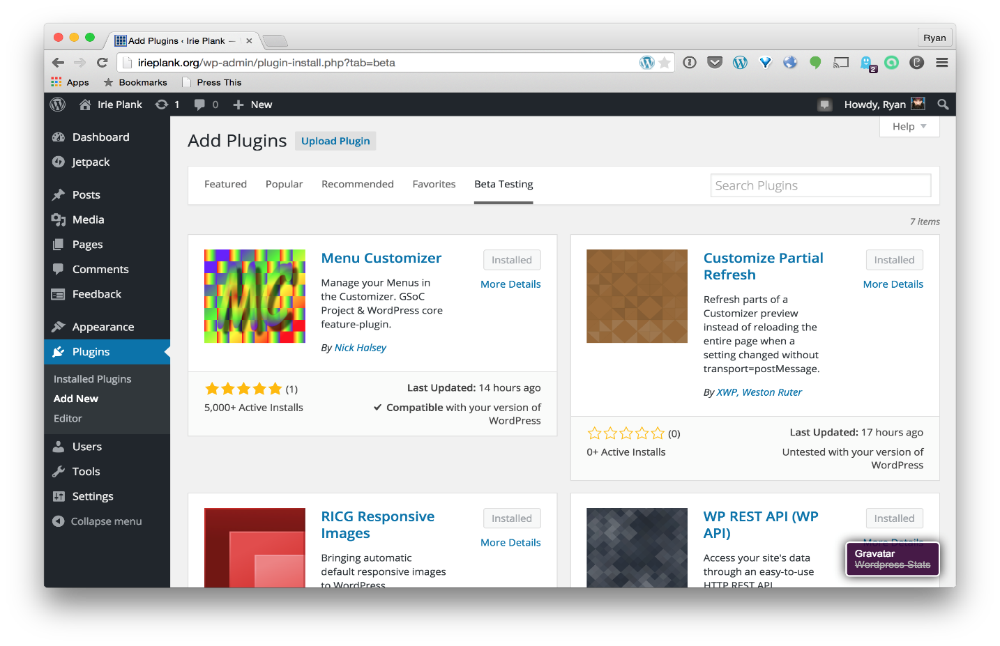 Add Plugins ‹ Irie Plank —
Ryan
irieplank.org/wp-admin/plugin-install.php?tab=beta
2
Apps Bookmarks Press This
Irie Plank 1 0 New
Howdy, Ryan
Dashboard
Jetpack
Posts
Media
Pages
Comments
Feedback
Appearance
Plugins
Installed Plugins
Add New
Editor
Users
Tools
Settings
Collapse menu
Help
Add Plugins Upload Plugin
Featured Popular Recommended Favorites Beta Testing
Search Plugins
7 items
MC
Menu Customizer
Installed
More Details
Manage your Menus in
the Customizer. GSoC
Project & WordPress core
feature-plugin.
By Nick Halsey
(1)
5,000+ Active Installs
Last Updated: 14 hours ago
Compatible with your version of
WordPress
Customize Partial
Refresh
Installed
More Details
Refresh parts of a
Customizer preview
instead of reloading the
entire page when a
setting changed without
transport=postMessage.
By XWP, Weston Ruter
(0)
0+ Active Installs
Last Updated: 17 hours ago
Untested with your version of
WordPress
RICG Responsive
Images
Installed
More Details
Bringing automatic
default responsive images
to WordPress.
WP REST API (WP
API)
Installed
More Details
Access your site's data
through an easy-to-use
HTTP REST API.
Gravatar
Wordpress Stats